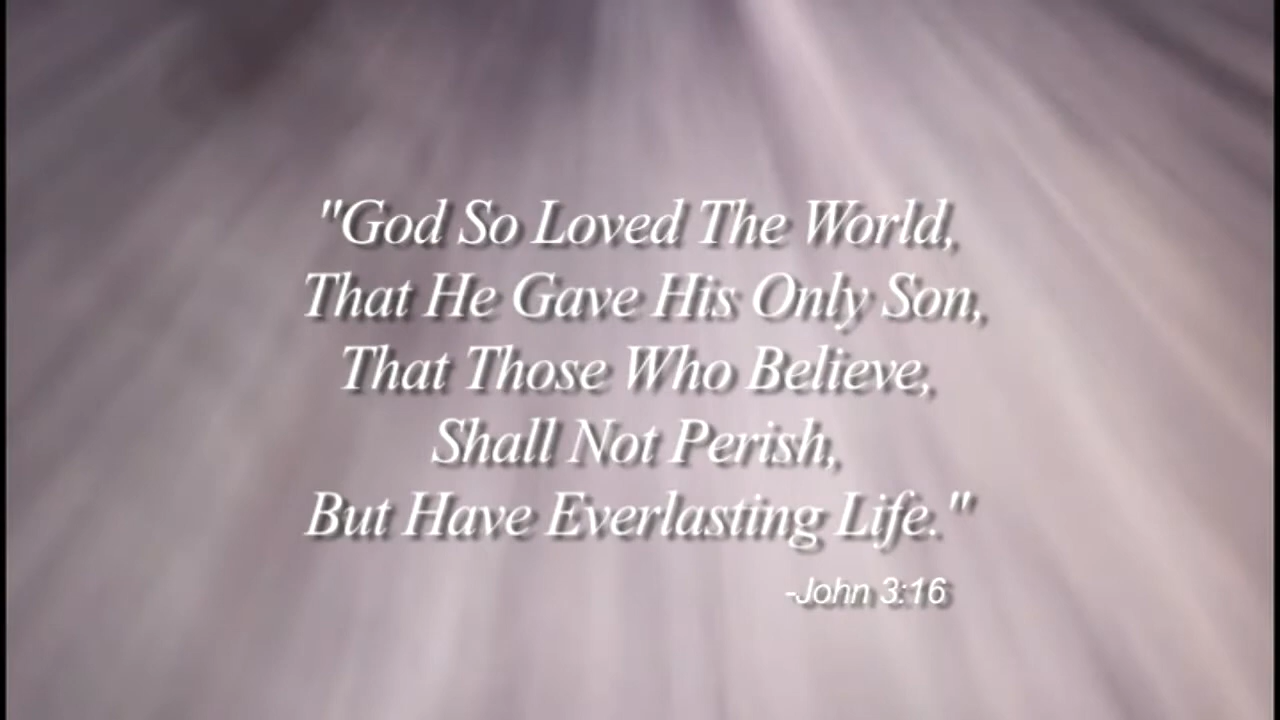 "God So Loved The World,
That He Gave His Only Son,
That Those Who Believe,
Shall Not Perish,
But Have Everlasting Life."
-John 3:16